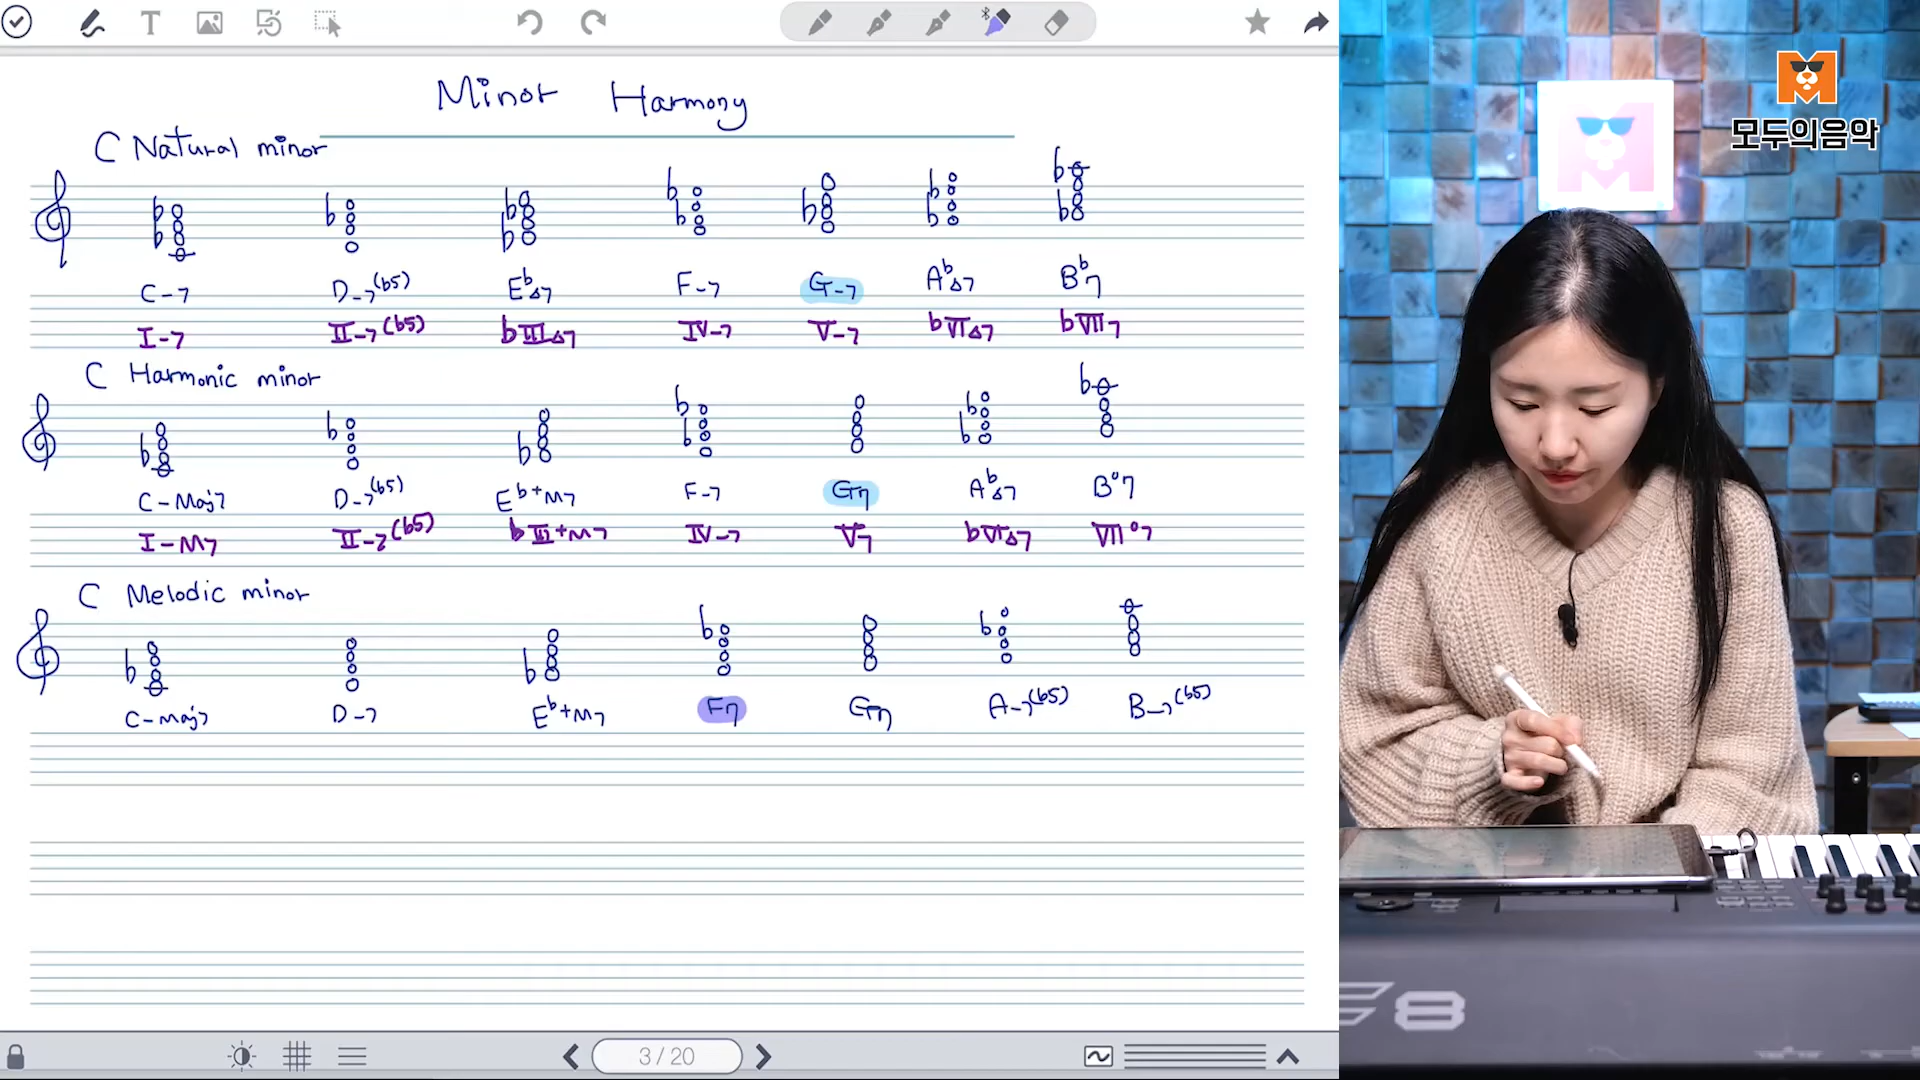 Minor Harmony
C Natural minor
C-7 D-7(b5) Eb△7 F-7 G-7 Ab△7 Bb7
I-7 II-7(b5) bIII△7 IV-7 V-7 bVI△7 bVII7
C Harmonic minor
C-Maj7 D-7(b5) Eb+M7 F-7 G7 Ab△7 B°7
I-M7 II-7(b5) bIII+M7 IV-7 V7 bVI△7 VII°7
C Melodic minor
C-Maj7 D-7 Eb+M7 F7 G7 A-7(b5) B-7(b5)
3 / 20
모두의음악
8